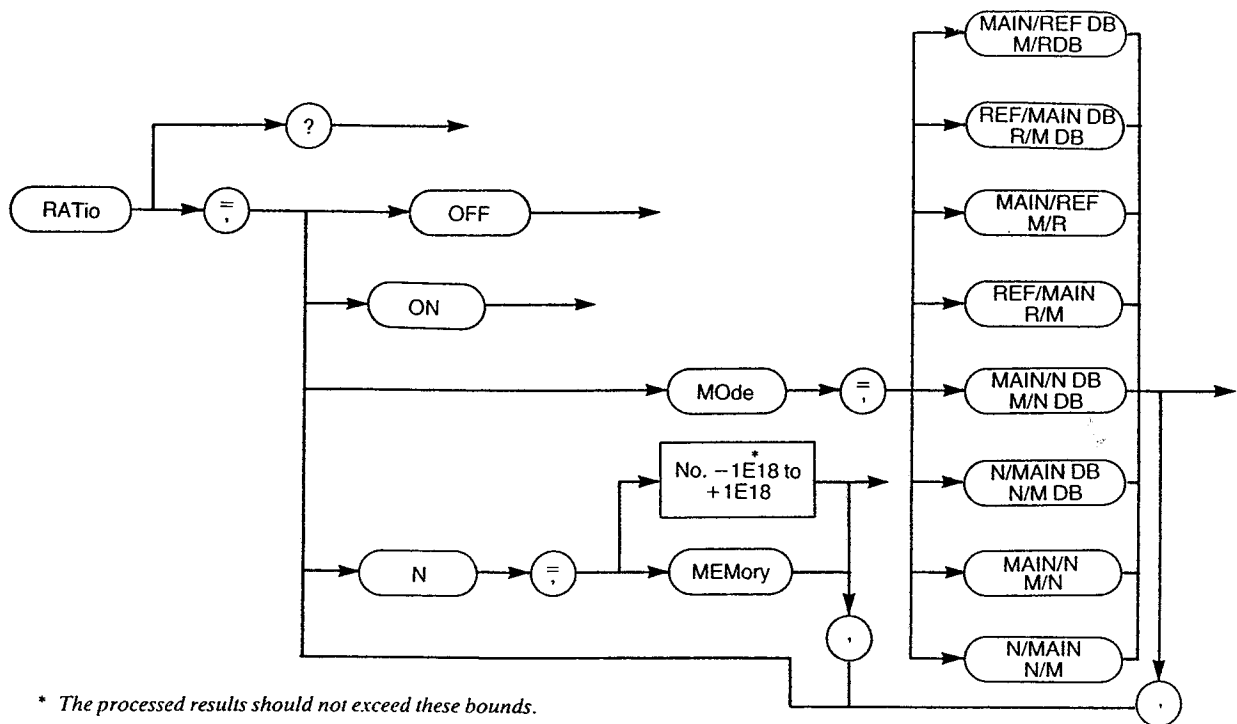 MAIN/REF DB
M/RDB
?
REF/MAIN DB
R/M DB
RATio
=
,
OFF
MAIN/REF
M/R
ON
REF/MAIN
R/M
MOde
=
,
MAIN/N DB
M/N DB
No. −1E18 to *
+1E18
N/MAIN DB
N/M DB
N
=
,
MEMory
MAIN/N
M/N
,
N/MAIN
N/M
,
* The processed results should not exceed these bounds.